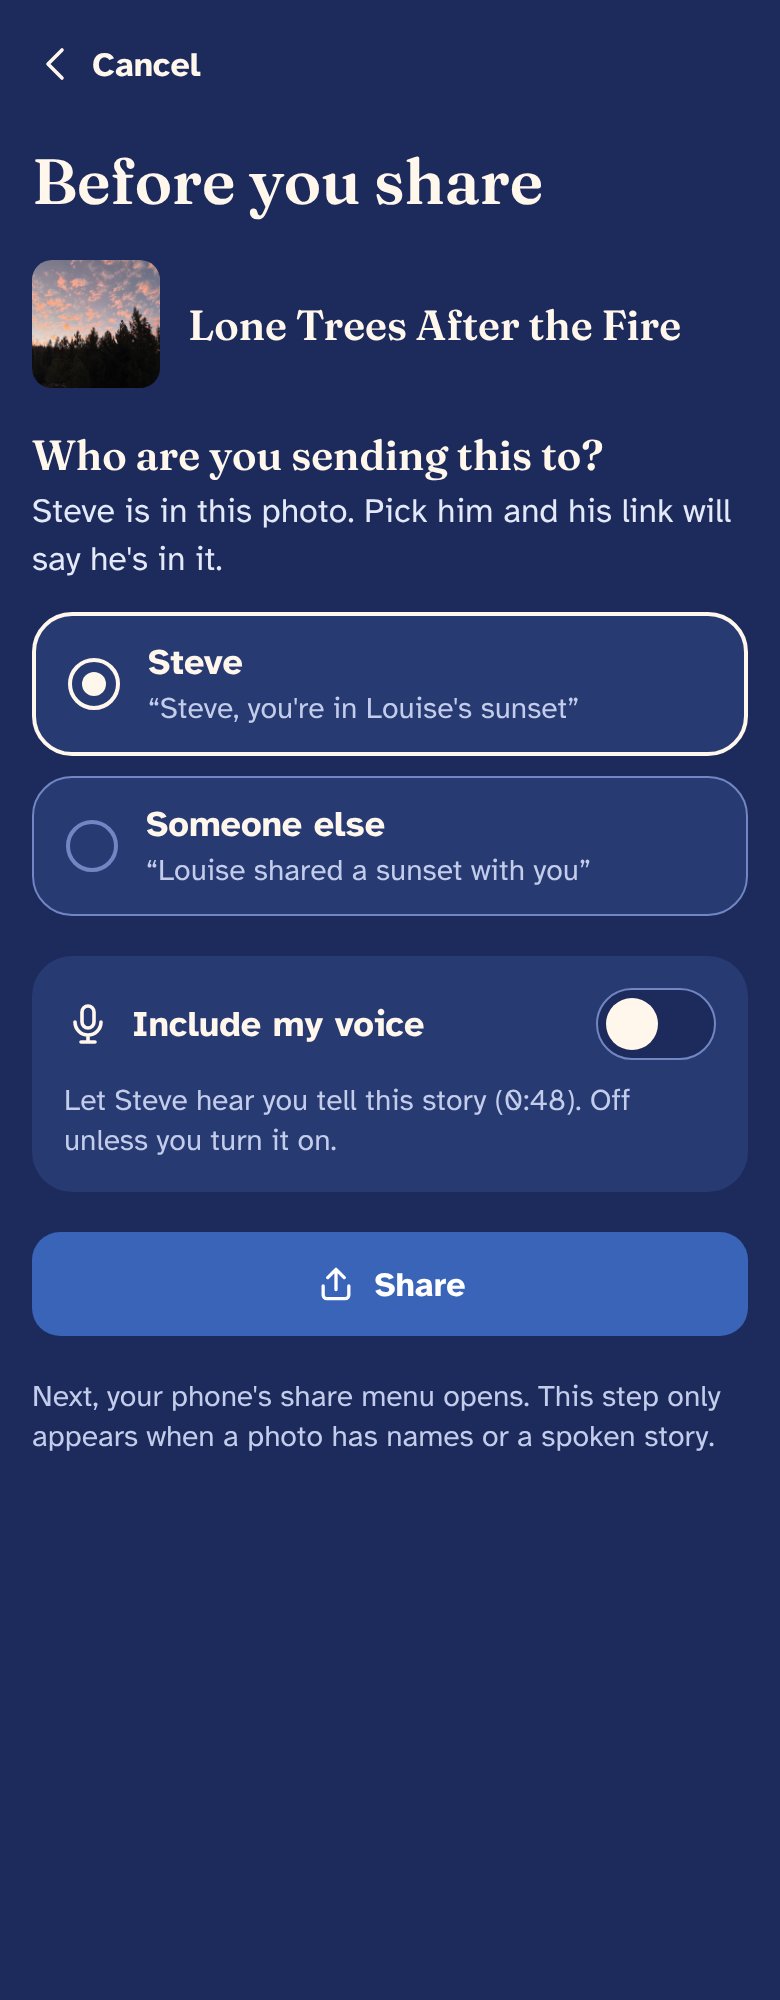 Cancel
Before you share
Lone Trees After the Fire
Who are you sending this to?
Steve is in this photo. Pick him and his link will
say he's in it.
Steve
“Steve, you're in Louise's sunset”
Someone else
“Louise shared a sunset with you”
Include my voice
Let Steve hear you tell this story (0:48). Off
unless you turn it on.
Share
Next, your phone's share menu opens. This step only
appears when a photo has names or a spoken story.